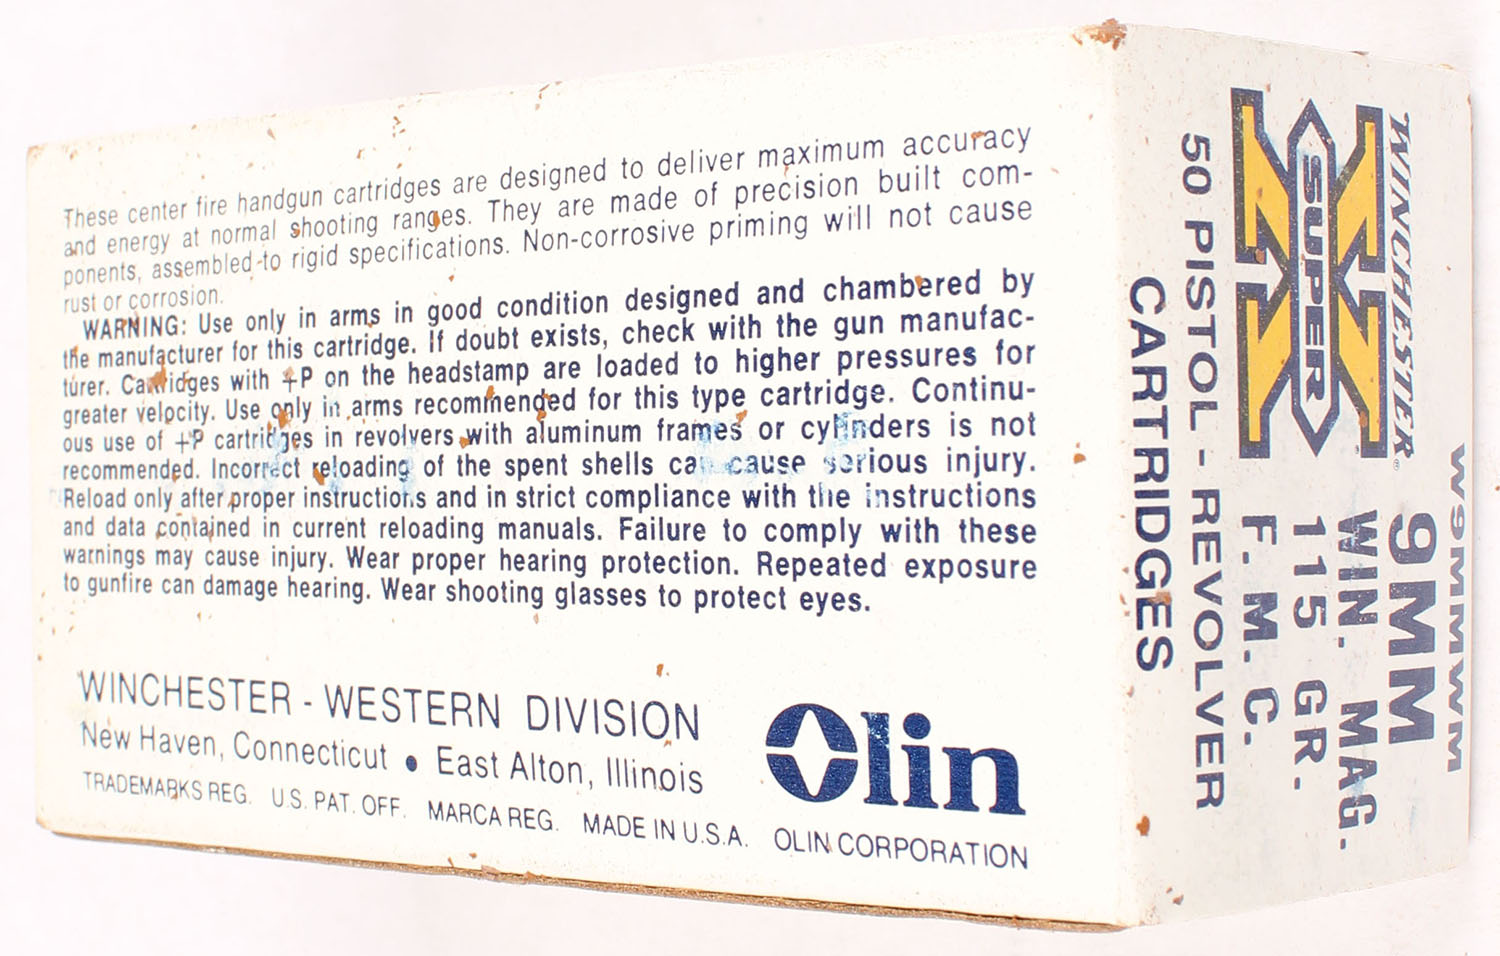 These center fire handgun cartridges are designed to deliver maximum accuracy
and energy at normal shooting ranges. They are made of precision built com-
ponents, assembled to rigid specifications. Non-corrosive priming will not cause
rust or corrosion.
WARNING: Use only in arms in good condition designed and chambered by
the manufacturer for this cartridge. If doubt exists, check with the gun manufac-
turer. Cartridges with +P on the headstamp are loaded to higher pressures for
greater velocity. Use only in arms recommended for this type cartridge. Continu-
ous use of +P cartridges in revolvers with aluminum frames or cylinders is not
recommended. Incorrect reloading of the spent shells can cause serious injury.
Reload only after proper instructions and in strict compliance with the instructions
and data contained in current reloading manuals. Failure to comply with these
warnings may cause injury. Wear proper hearing protection. Repeated exposure
to gunfire can damage hearing. Wear shooting glasses to protect eyes.
WINCHESTER - WESTERN DIVISION
New Haven, Connecticut • East Alton, Illinois
TRADEMARKS REG. U.S. PAT. OFF. MARCA REG. MADE IN U.S.A. OLIN CORPORATION
Olin
W9MMWM
WINCHESTER®
SUPER X
9MM
WIN. MAG.
115 GR.
F. M. C.
50 PISTOL - REVOLVER
CARTRIDGES